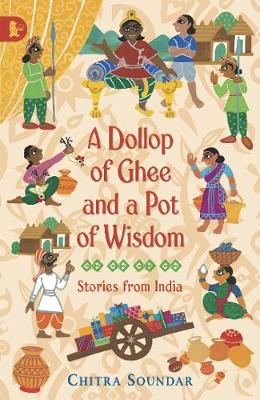 A Dollop
of Ghee
and a Pot
of Wisdom
Stories from India
CHITRA SOUNDAR